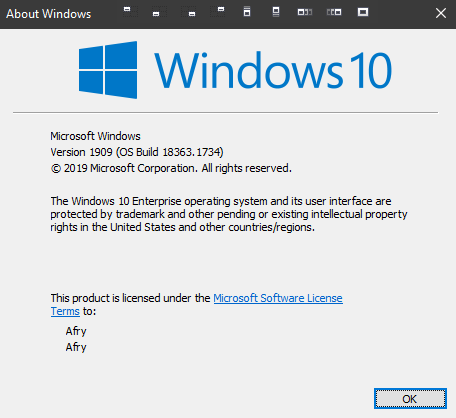 About Windows
Windows 10
Microsoft Windows
Version 1909 (OS Build 18363.1734)
© 2019 Microsoft Corporation. All rights reserved.
The Windows 10 Enterprise operating system and its user interface are
protected by trademark and other pending or existing intellectual property
rights in the United States and other countries/regions.
This product is licensed under the Microsoft Software License
Terms to:
Afry
Afry
OK